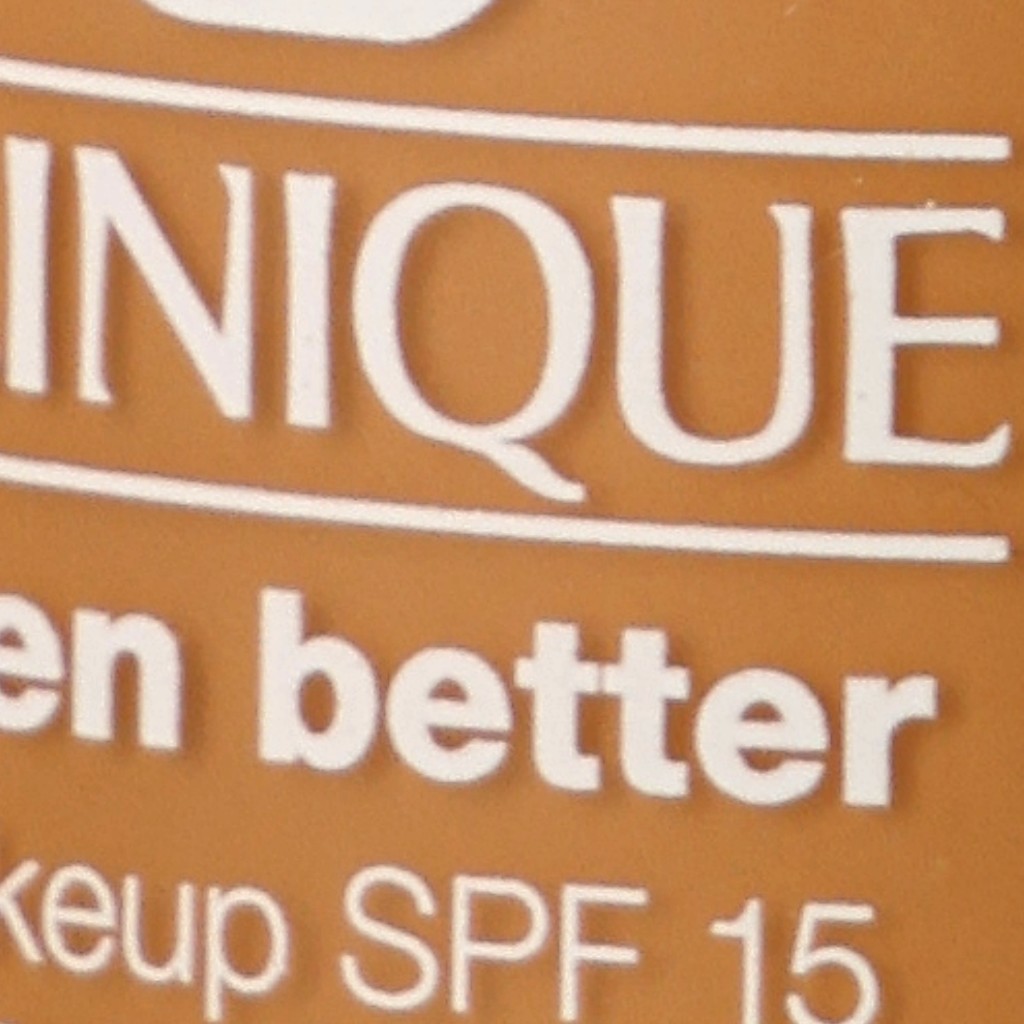 INIQUE
en better
keup SPF 15